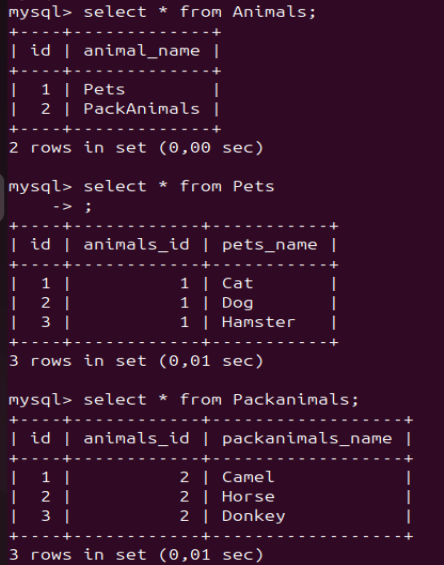 mysql> select * from Animals;
+----+-------------+
| id | animal_name |
+----+-------------+
|  1 | Pets        |
|  2 | PackAnimals |
+----+-------------+
2 rows in set (0,00 sec)
mysql> select * from Pets
    -> ;
+----+------------+-----------+
| id | animals_id | pets_name |
+----+------------+-----------+
|  1 |          1 | Cat       |
|  2 |          1 | Dog       |
|  3 |          1 | Hamster   |
+----+------------+-----------+
3 rows in set (0,01 sec)
mysql> select * from Packanimals;
+----+------------+------------------+
| id | animals_id | packanimals_name |
+----+------------+------------------+
|  1 |          2 | Camel            |
|  2 |          2 | Horse            |
|  3 |          2 | Donkey           |
+----+------------+------------------+
3 rows in set (0,01 sec)